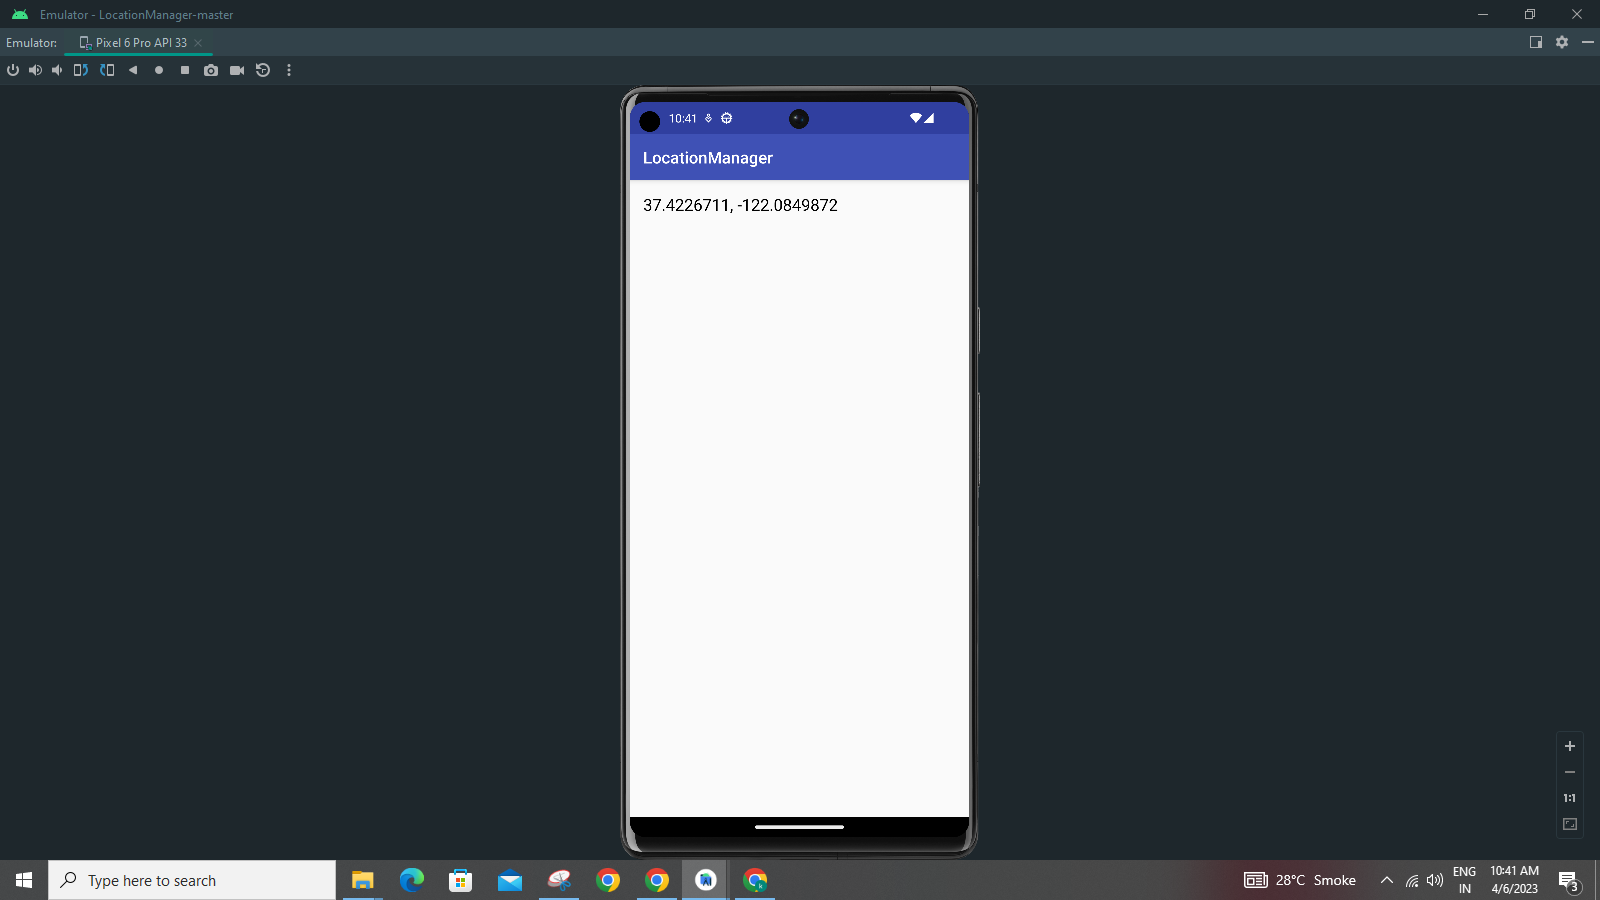 Emulator - LocationManager-master
Emulator:
Pixel 6 Pro API 33
10:41
LocationManager
37.4226711, -122.0849872
1:1
Type here to search
28°C Smoke
ENG
IN
10:41 AM
4/6/2023
3